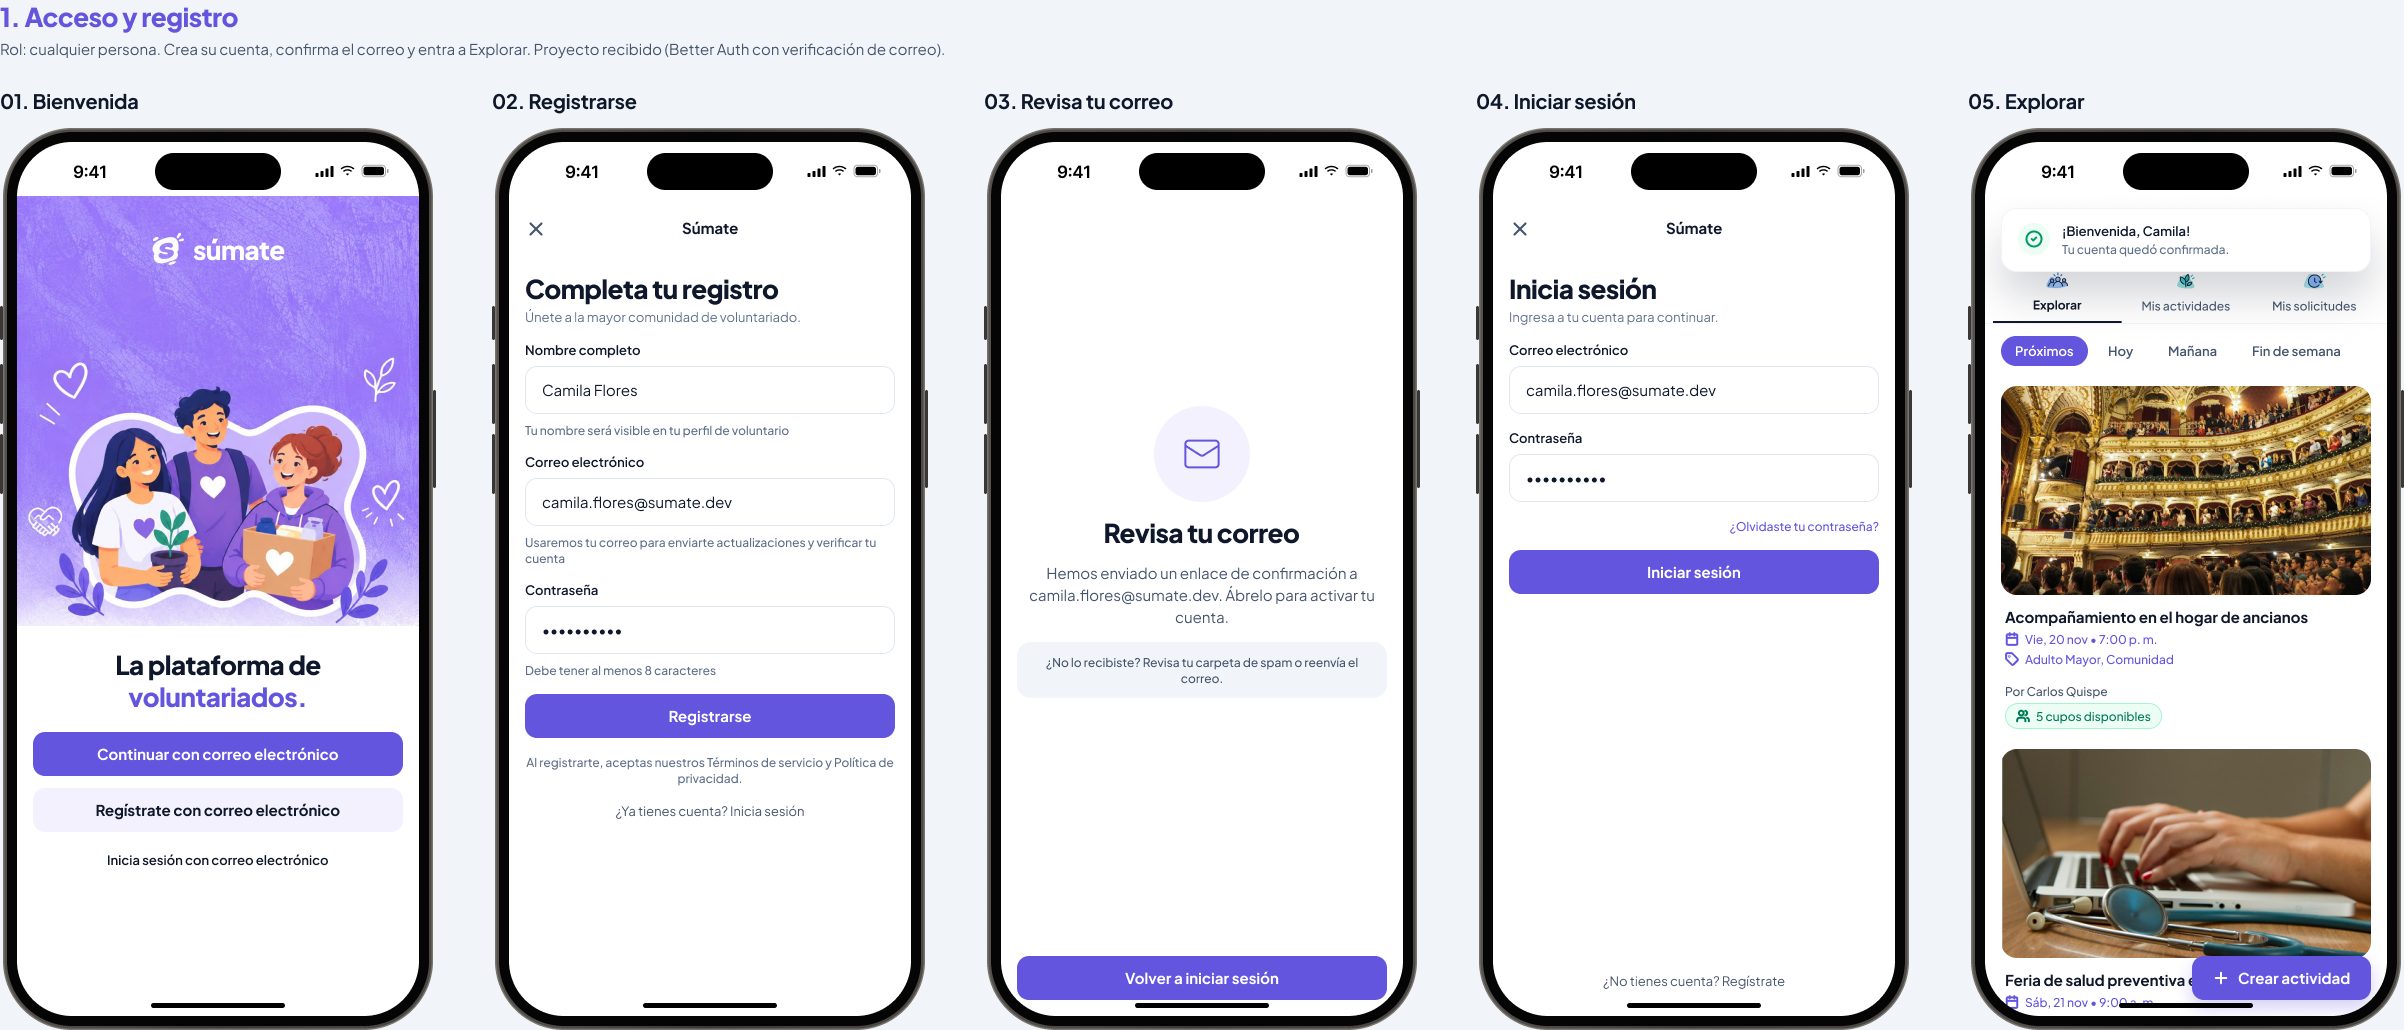 1. Acceso y registro
Rol: cualquier persona. Crea su cuenta, confirma el correo y entra a Explorar. Proyecto recibido (Better Auth con verificación de correo).
01. Bienvenida
9:41
súmate
La plataforma de
voluntariados.
Continuar con correo electrónico
Regístrate con correo electrónico
Inicia sesión con correo electrónico
02. Registrarse
9:41
Súmate
Completa tu registro
Únete a la mayor comunidad de voluntariado.
Nombre completo
Camila Flores
Tu nombre será visible en tu perfil de voluntario
Correo electrónico
camila.flores@sumate.dev
Usaremos tu correo para enviarte actualizaciones y verificar tu
cuenta
Contraseña
••••••••••
Debe tener al menos 8 caracteres
Registrarse
Al registrarte, aceptas nuestros Términos de servicio y Política de
privacidad.
¿Ya tienes cuenta? Inicia sesión
03. Revisa tu correo
9:41
Revisa tu correo
Hemos enviado un enlace de confirmación a
camila.flores@sumate.dev. Ábrelo para activar tu
cuenta.
¿No lo recibiste? Revisa tu carpeta de spam o reenvía el
correo.
Volver a iniciar sesión
04. Iniciar sesión
9:41
Súmate
Inicia sesión
Ingresa a tu cuenta para continuar.
Correo electrónico
camila.flores@sumate.dev
Contraseña
••••••••••
¿Olvidaste tu contraseña?
Iniciar sesión
¿No tienes cuenta? Regístrate
05. Explorar
9:41
¡Bienvenida, Camila!
Tu cuenta quedó confirmada.
Explorar
Mis actividades
Mis solicitudes
Próximos
Hoy
Mañana
Fin de semana
Acompañamiento en el hogar de ancianos
Vie, 20 nov • 7:00 p. m.
Adulto Mayor, Comunidad
Por Carlos Quispe
5 cupos disponibles
Feria de salud preventiva
Sáb, 21 nov • 9:00 a. m.
+ Crear actividad